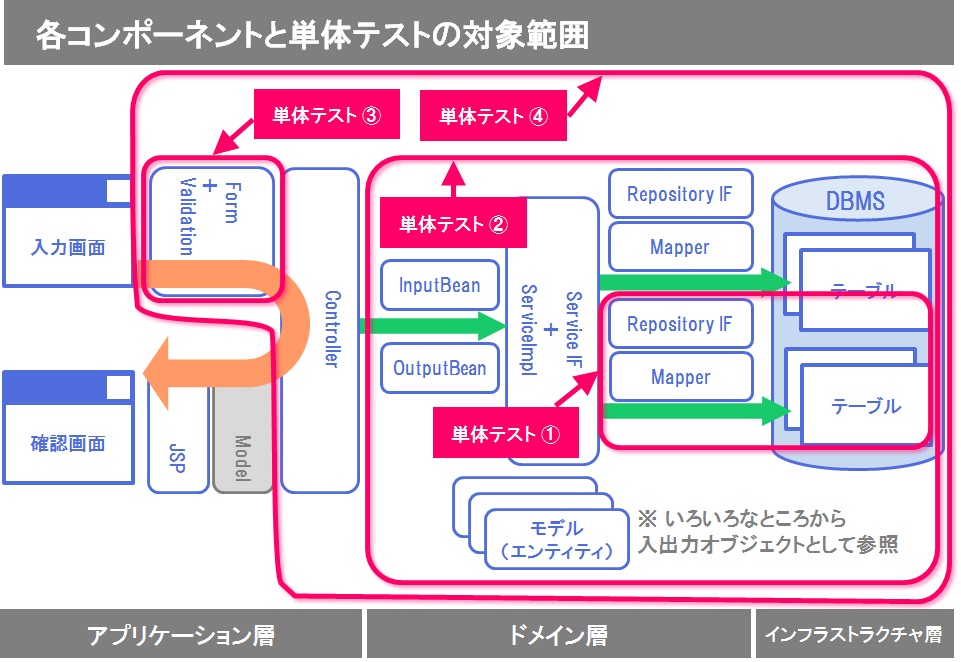 各コンポーネントと単体テストの対象範囲
単体テスト③
単体テスト④
単体テスト②
入力画面
Form
+
Validation
Controller
InputBean
OutputBean
Service IF
+
ServiceImpl
Repository IF
Mapper
DBMS
テーブル
Repository IF
Mapper
テーブル
単体テスト①
確認画面
JSP
Model
モデル
(エンティティ)
※ いろいろなところから
入出力オブジェクトとして参照
アプリケーション層
ドメイン層
インフラストラクチャ層